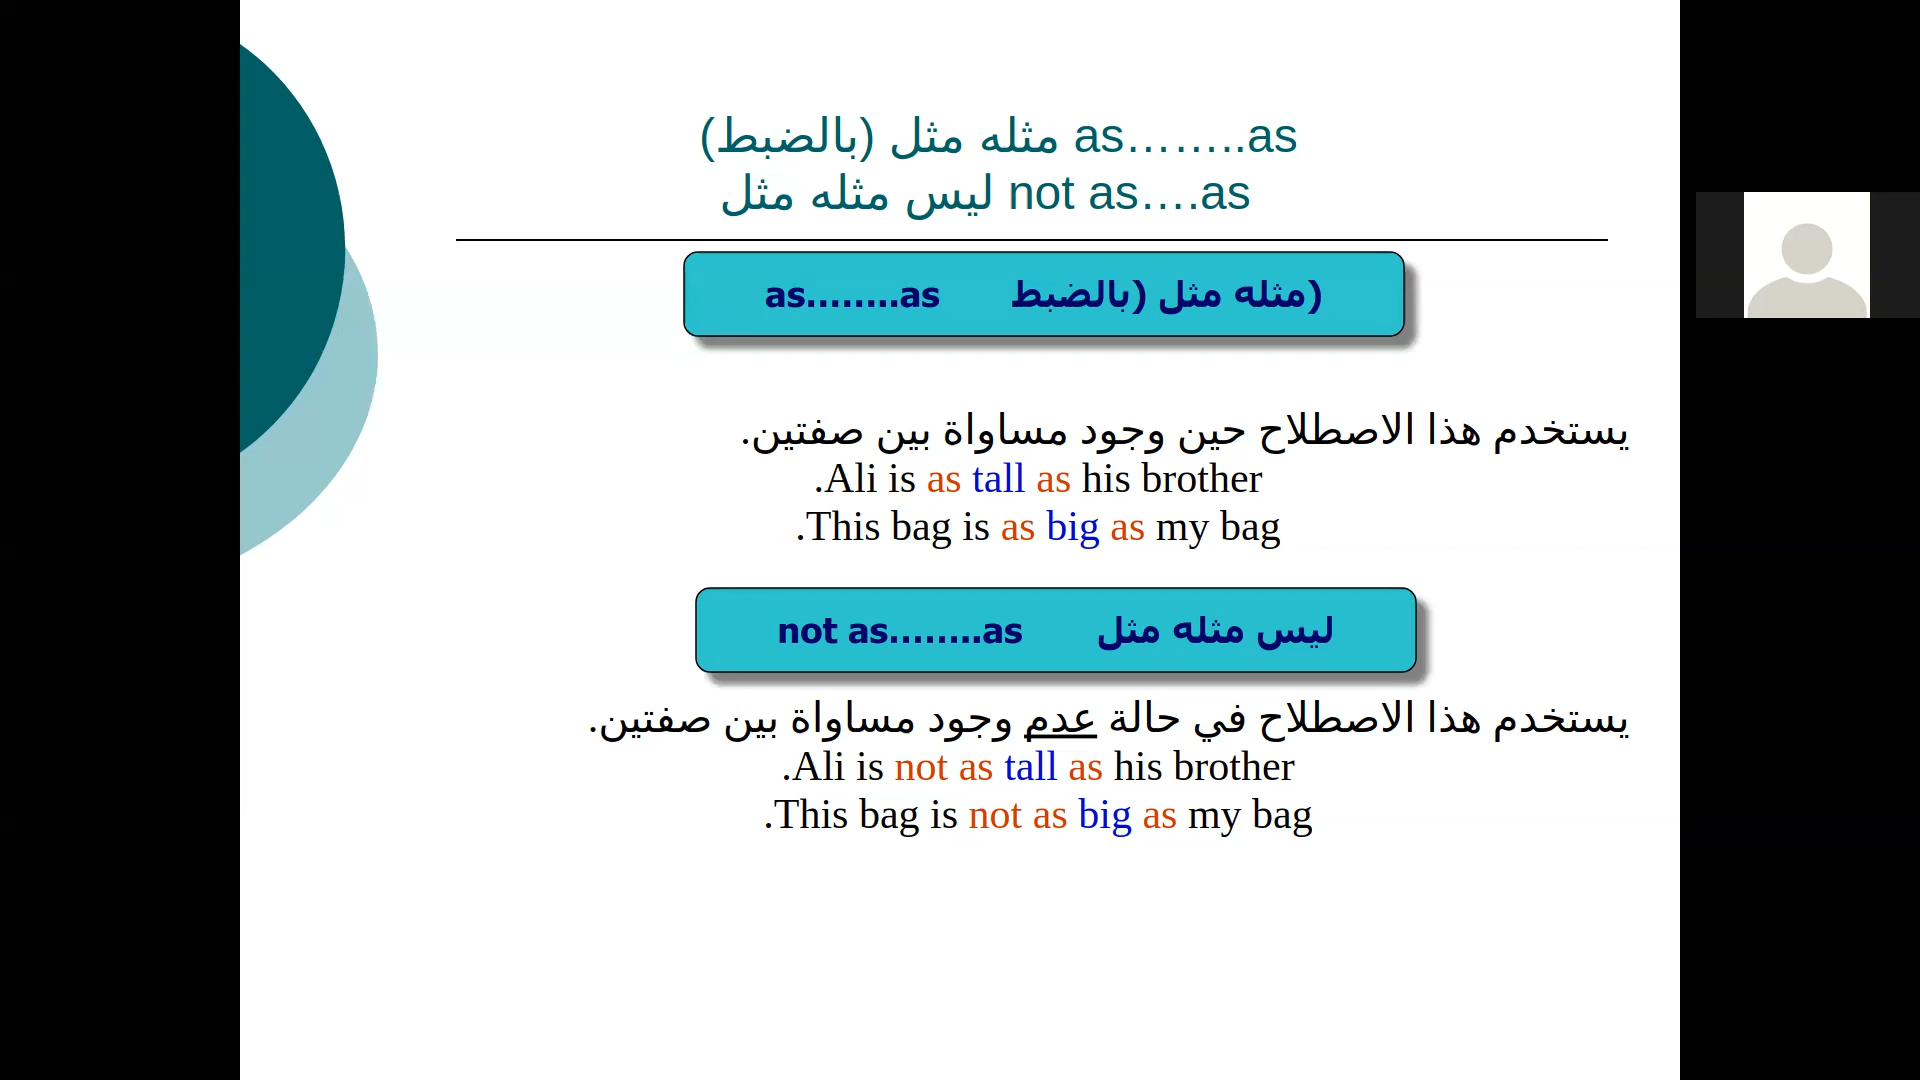 as……..as مثله مثل (بالضبط)
not as….as ليس مثله مثل
as........as مثله مثل (بالضبط)
يستخدم هذا الاصطلاح حين وجود مساواة بين صفتين.
.Ali is as tall as his brother
.This bag is as big as my bag
not as........as ليس مثله مثل
يستخدم هذا الاصطلاح في حالة عدم وجود مساواة بين صفتين.
.Ali is not as tall as his brother
.This bag is not as big as my bag